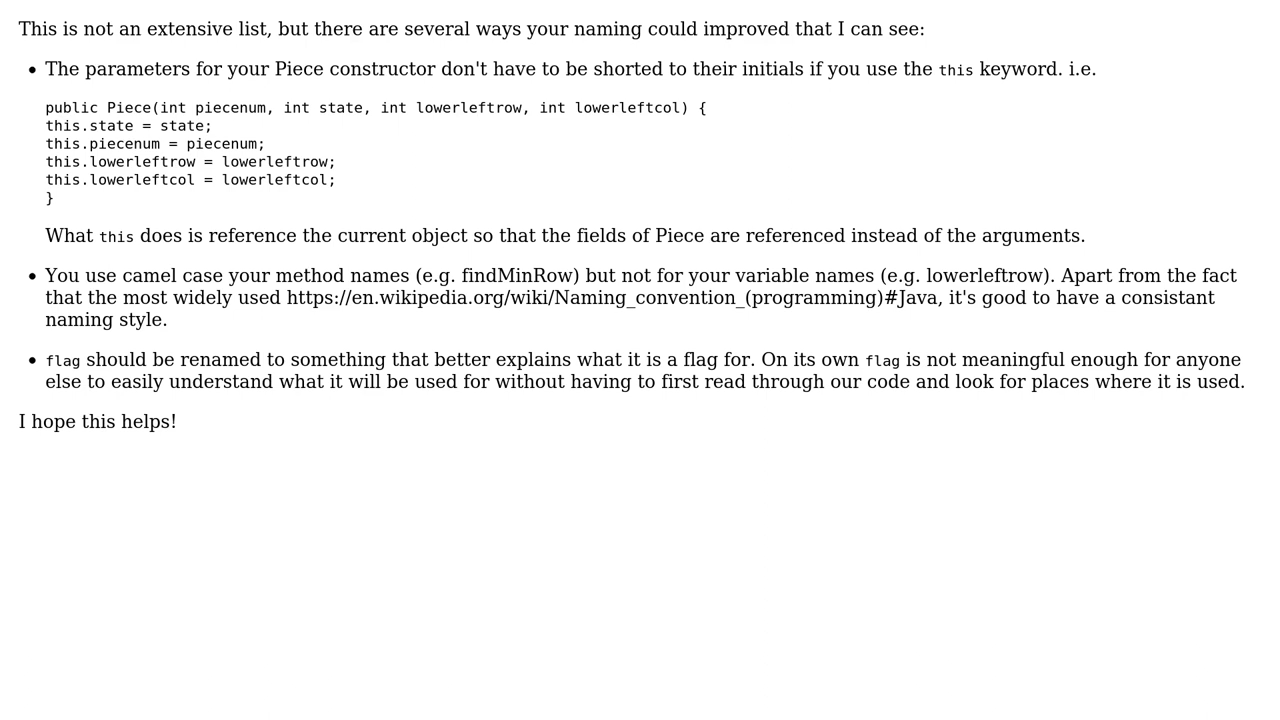 This is not an extensive list, but there are several ways your naming could improved that I can see:
• The parameters for your Piece constructor don't have to be shorted to their initials if you use the this keyword. i.e.
public Piece(int piecenum, int state, int lowerleftrow, int lowerleftcol) {
this.state = state;
this.piecenum = piecenum;
this.lowerleftrow = lowerleftrow;
this.lowerleftcol = lowerleftcol;
}
What this does is reference the current object so that the fields of Piece are referenced instead of the arguments.
• You use camel case your method names (e.g. findMinRow) but not for your variable names (e.g. lowerleftrow). Apart from the fact
that the most widely used https://en.wikipedia.org/wiki/Naming_convention_(programming)#Java, it's good to have a consistant
naming style.
• flag should be renamed to something that better explains what it is a flag for. On its own flag is not meaningful enough for anyone
else to easily understand what it will be used for without having to first read through our code and look for places where it is used.
I hope this helps!